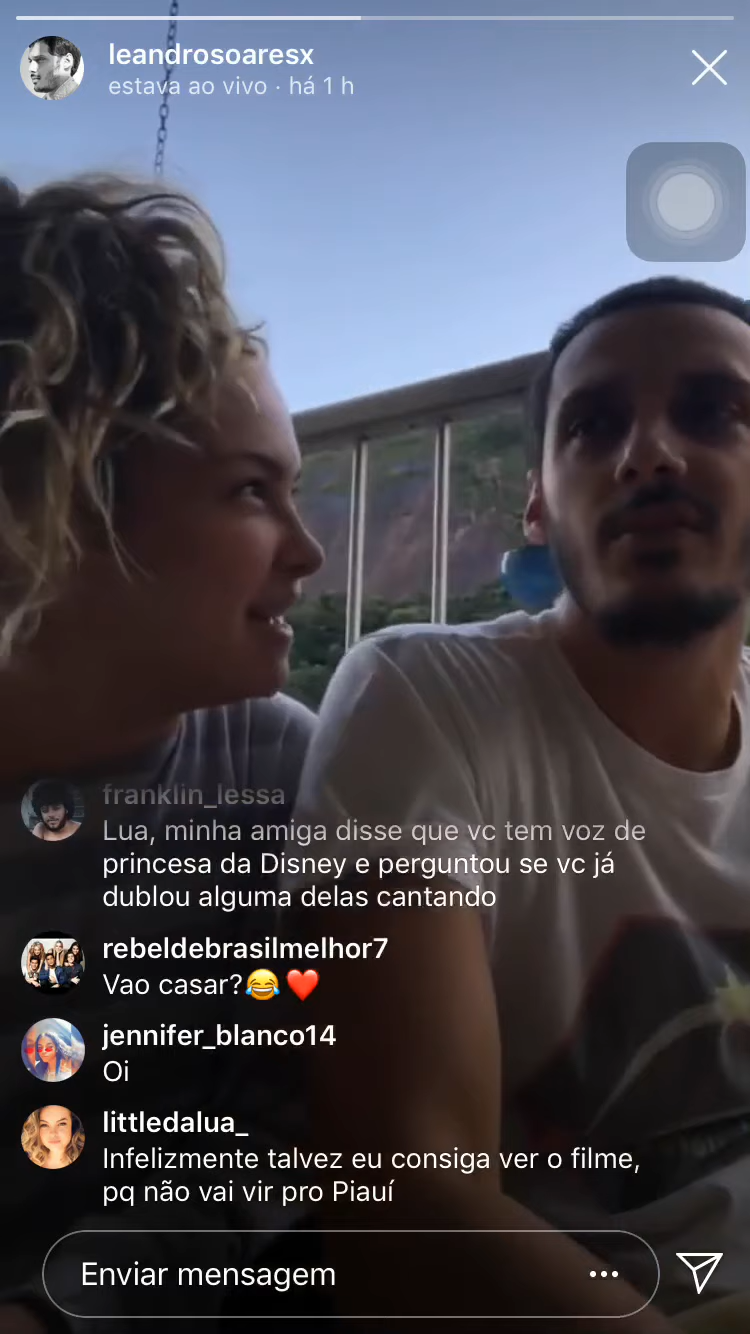 leandrosoaresx
estava ao vivo · há 1 h
franklin_lessa
Lua, minha amiga disse que vc tem voz de
princesa da Disney e perguntou se vc já
dublou alguma delas cantando
rebeldebrasilmelhor7
Vao casar?😂❤️
jennifer_blanco14
Oi
littledalua_
Infelizmente talvez eu consiga ver o filme,
pq não vai vir pro Piauí
Enviar mensagem